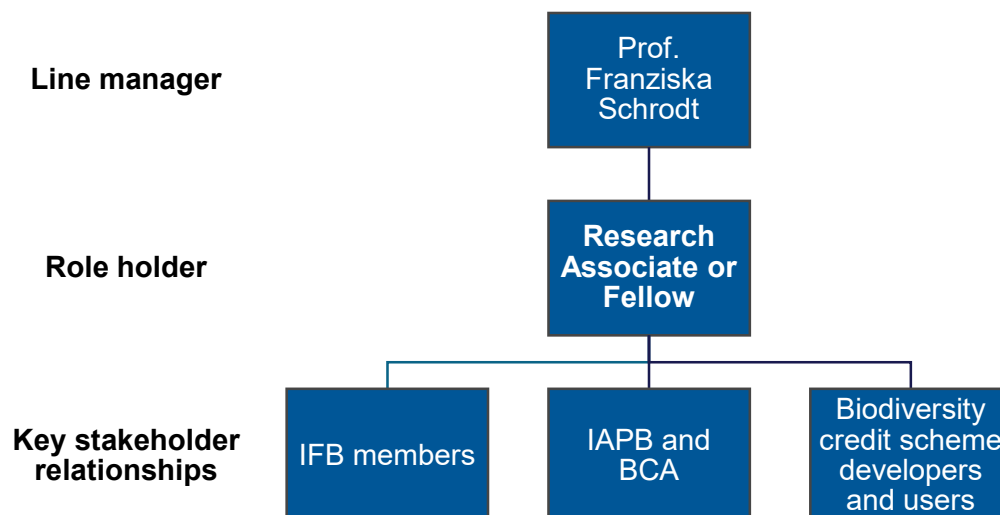 Line manager
Prof.
Franziska
Schrodt
Role holder
Research
Associate or
Fellow
Key stakeholder
relationships
IFB members
IAPB and
BCA
Biodiversity
credit scheme
developers
and users